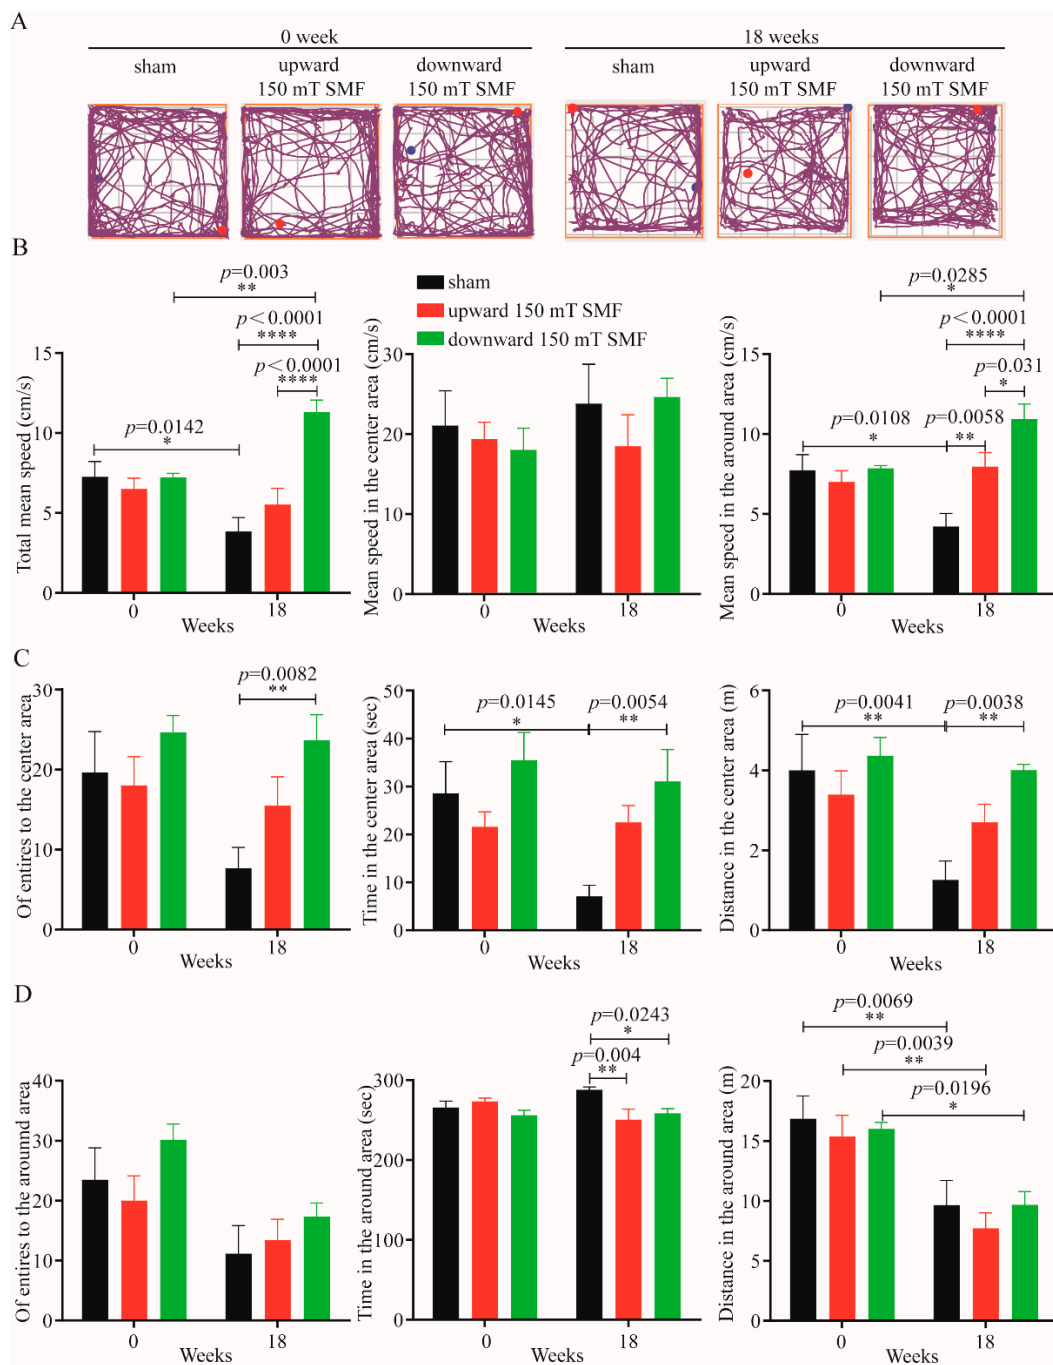 A
0 week
18 weeks
sham
upward
150 mT SMF
downward
150 mT SMF
sham
upward
150 mT SMF
downward
150 mT SMF
B
sham
upward 150 mT SMF
downward 150 mT SMF
p=0.003
**
p<0.0001
****
p<0.0001
****
p=0.0142
*
Total mean speed (cm/s)
15
10
5
0
0
18
Weeks
Mean speed in the center area (cm/s)
30
20
10
0
0
18
Weeks
p=0.0285
*
p<0.0001
****
p=0.031
*
p=0.0108
*
p=0.0058
**
Mean speed in the around area (cm/s)
15
10
5
0
0
18
Weeks
C
p=0.0082
**
Of entires to the center area
30
20
10
0
0
18
Weeks
p=0.0145
*
p=0.0054
**
Time in the center area (sec)
50
40
30
20
10
0
0
18
Weeks
p=0.0041
**
p=0.0038
**
Distance in the center area (m)
6
4
2
0
0
18
Weeks
D
Of entires to the around area
40
30
20
10
0
0
18
Weeks
p=0.0243
*
p=0.004
**
Time in the around area (sec)
300
200
100
0
0
18
Weeks
p=0.0069
**
p=0.0039
**
p=0.0196
*
Distance in the around area (m)
20
15
10
5
0
0
18
Weeks